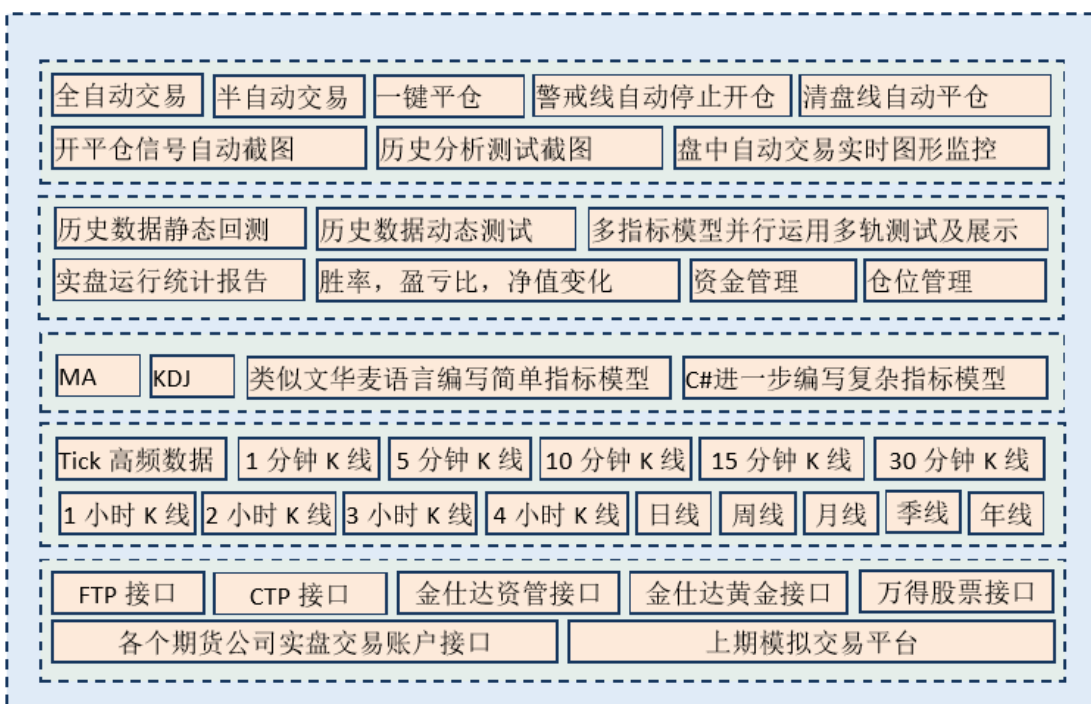 全自动交易 半自动交易 一键平仓 警戒线自动停止开仓 清盘线自动平仓
开平仓信号自动截图 历史分析测试截图 盘中自动交易实时图形监控
历史数据静态回测 历史数据动态测试 多指标模型并行运用多轨测试及展示
实盘运行统计报告 胜率，盈亏比，净值变化 资金管理 仓位管理
MA KDJ 类似文华麦语言编写简单指标模型 C#进一步编写复杂指标模型
Tick 高频数据 1 分钟 K 线 5 分钟 K 线 10 分钟 K 线 15 分钟 K 线 30 分钟 K 线
1 小时 K 线 2 小时 K 线 3 小时 K 线 4 小时 K 线 日线 周线 月线 季线 年线
FTP 接口 CTP 接口 金仕达资管接口 金仕达黄金接口 万得股票接口
各个期货公司实盘交易账户接口 上期模拟交易平台